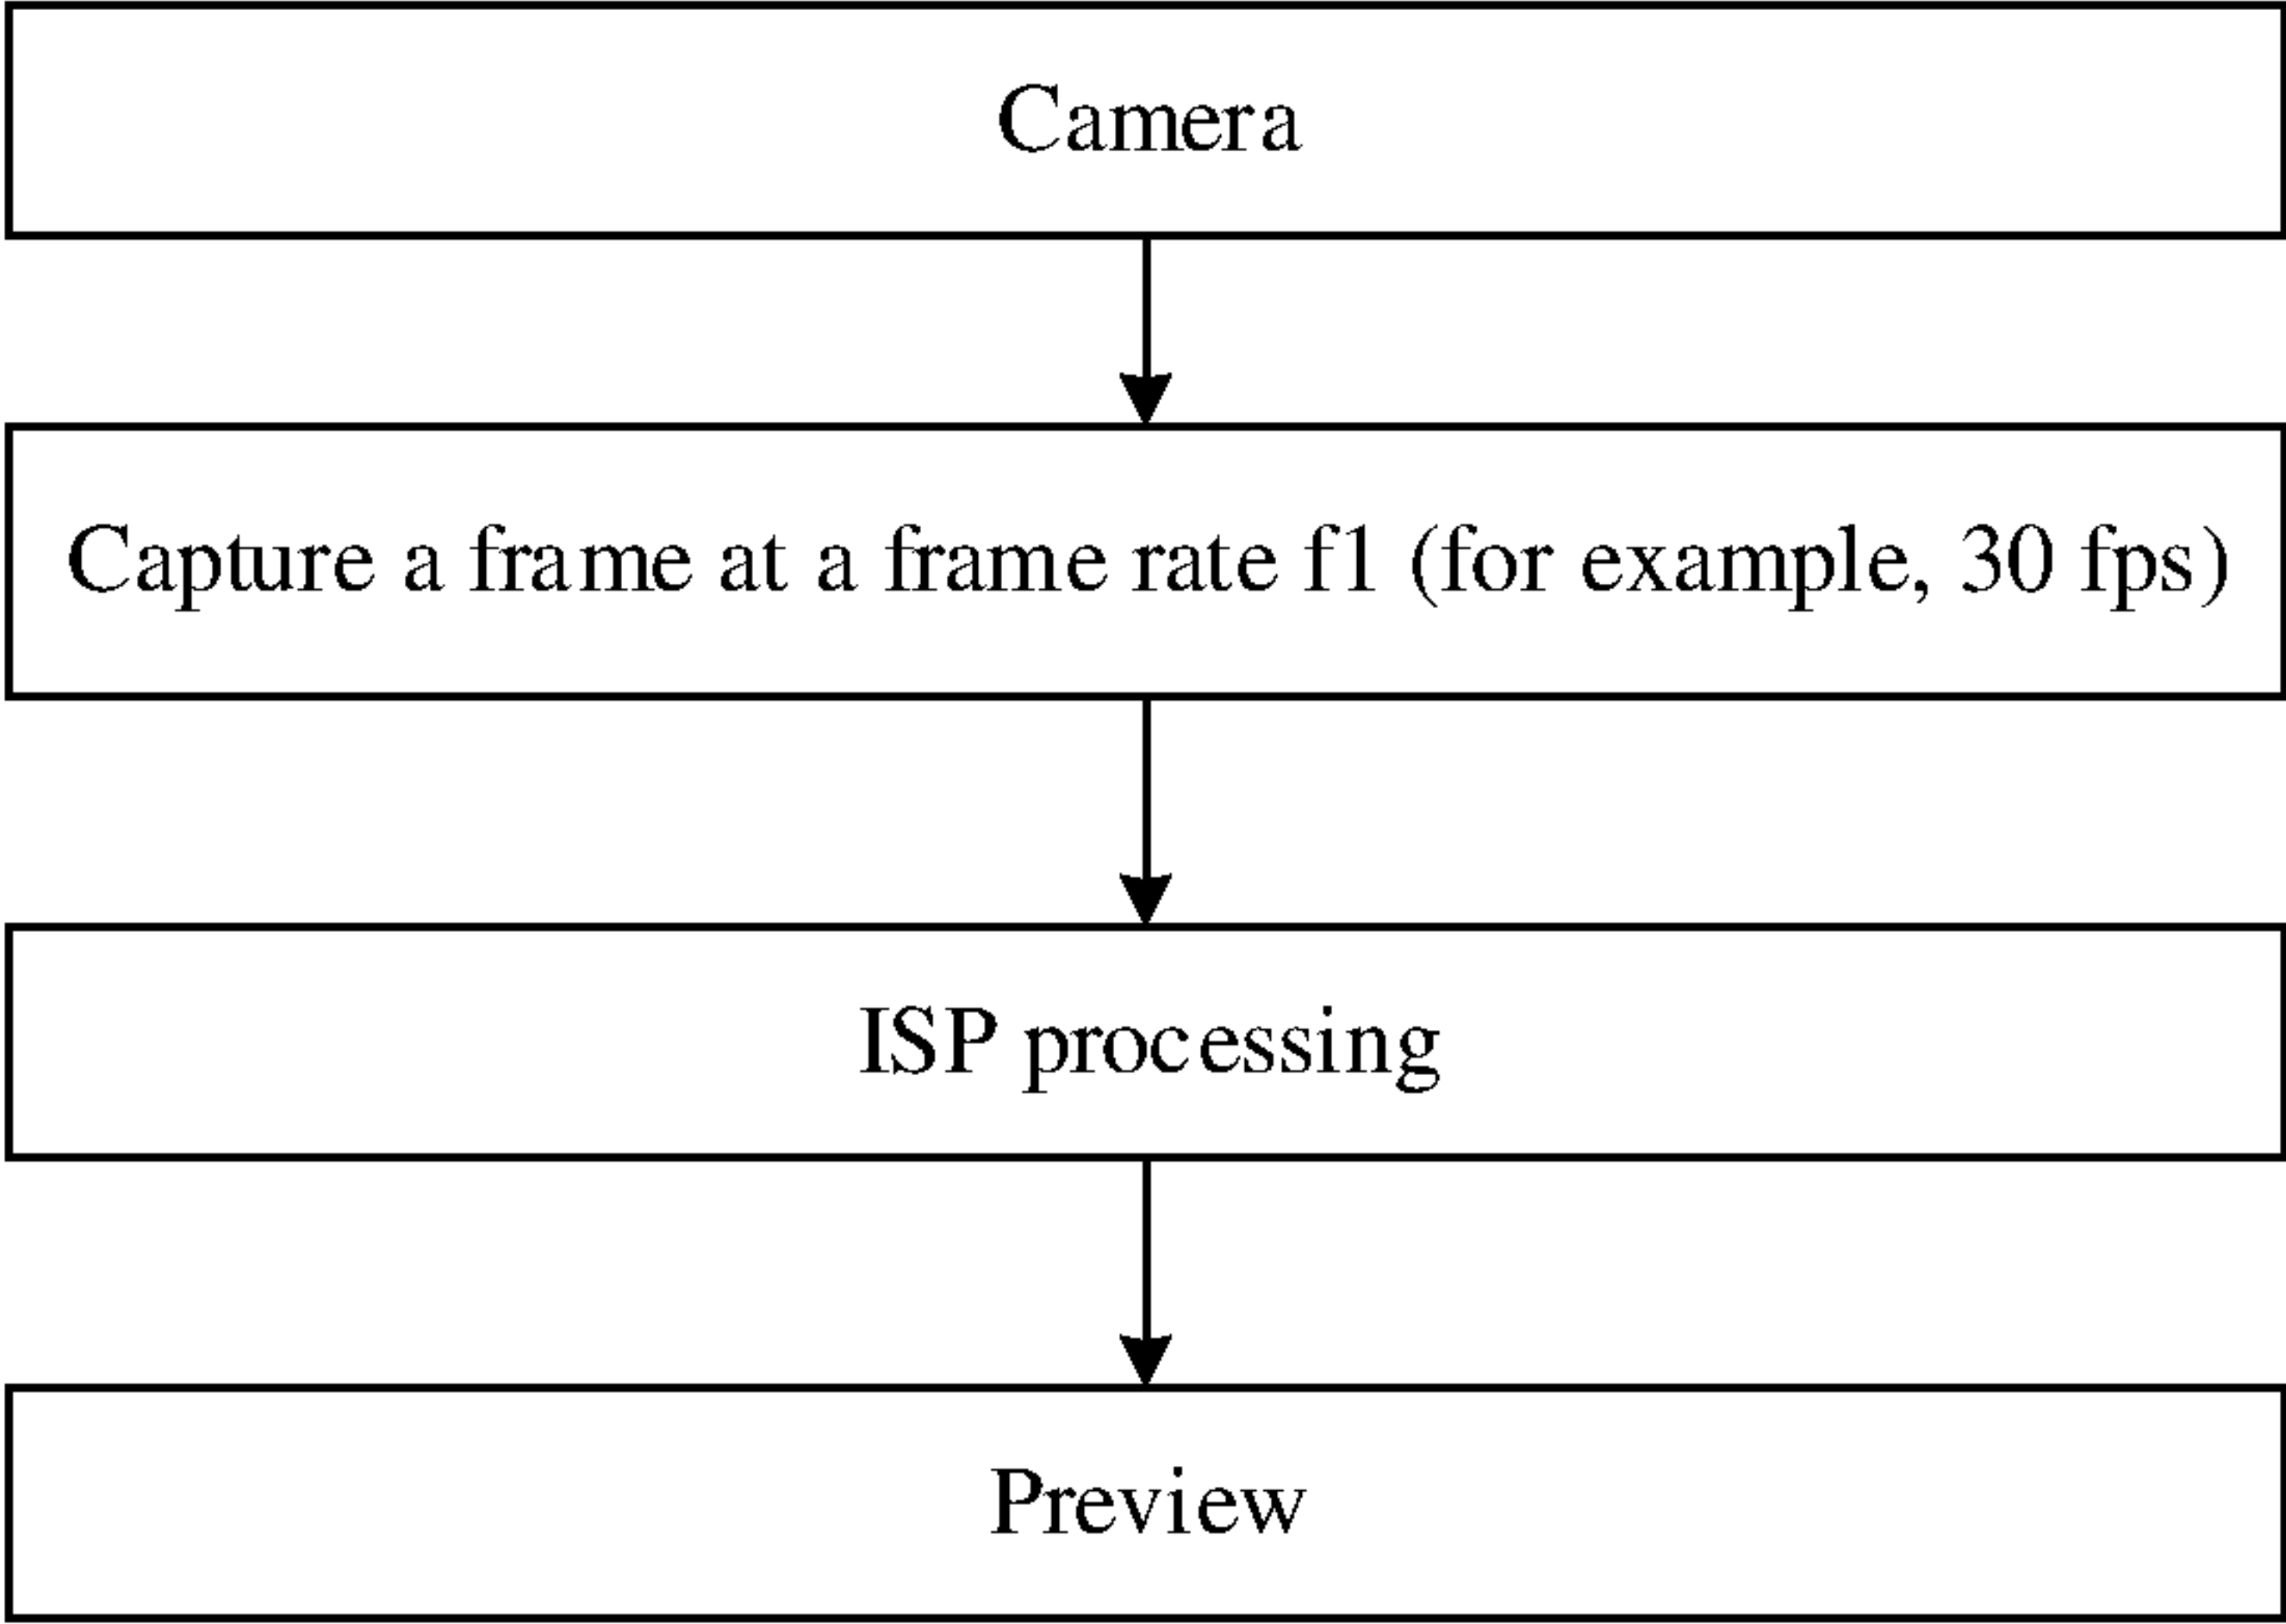 Camera
Capture a frame at a frame rate f1 (for example, 30 fps)
ISP processing
Preview